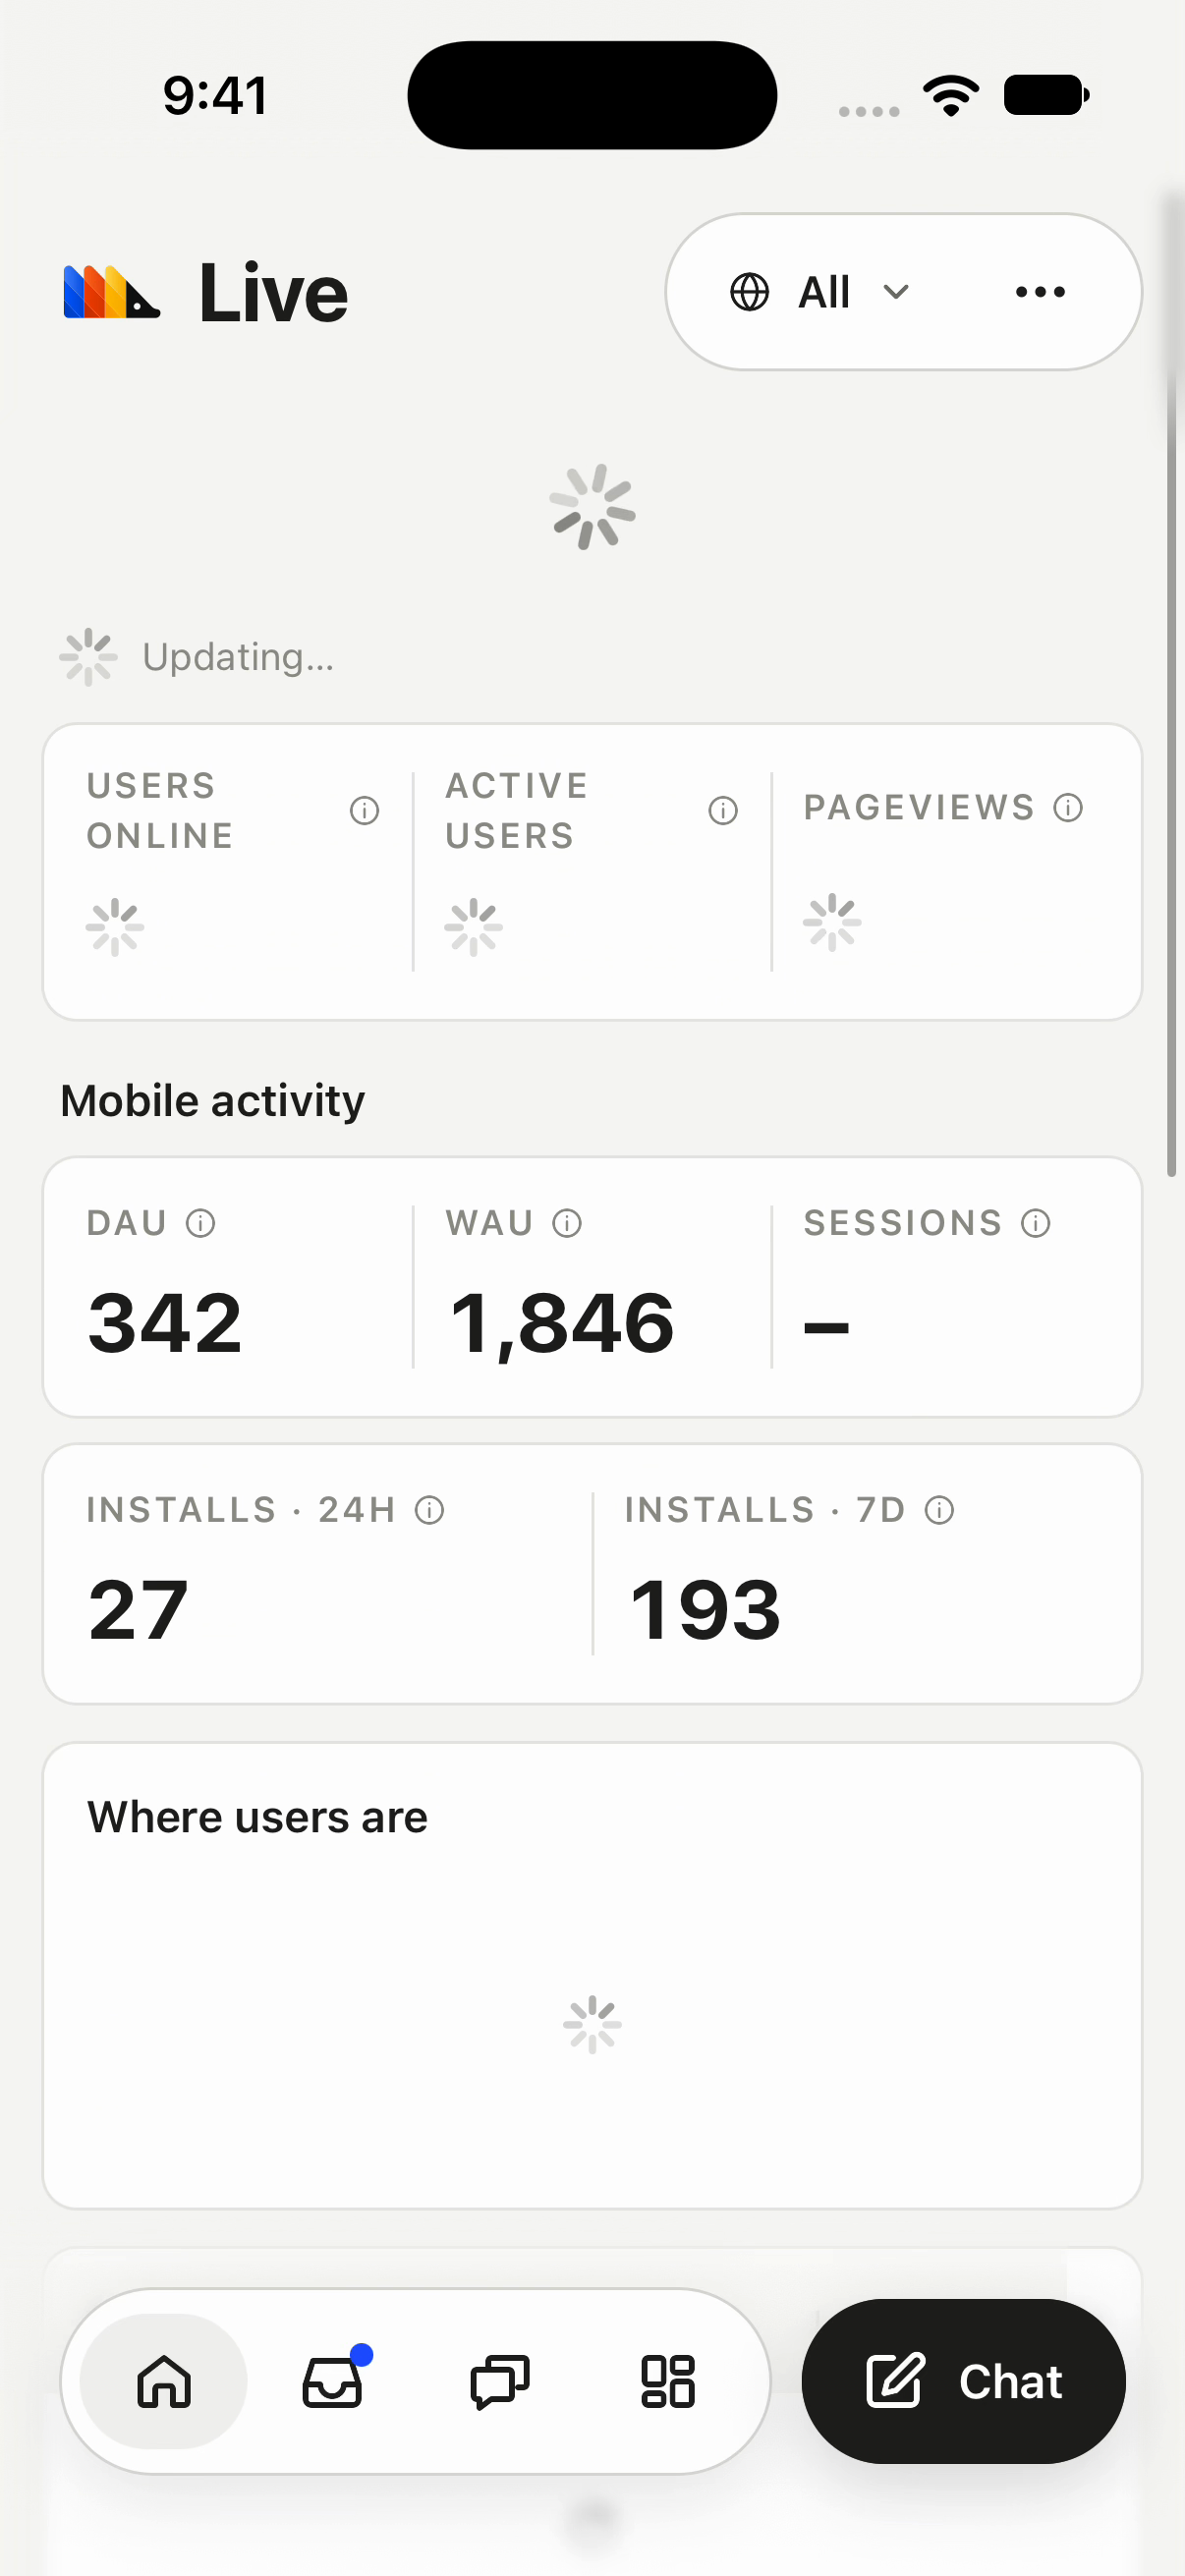 9:41
Live
All
Updating...
USERS
ONLINE
ACTIVE
USERS
PAGEVIEWS
Mobile activity
DAU
WAU
SESSIONS
342
1,846
–
INSTALLS · 24H
INSTALLS · 7D
27
193
Where users are
Chat